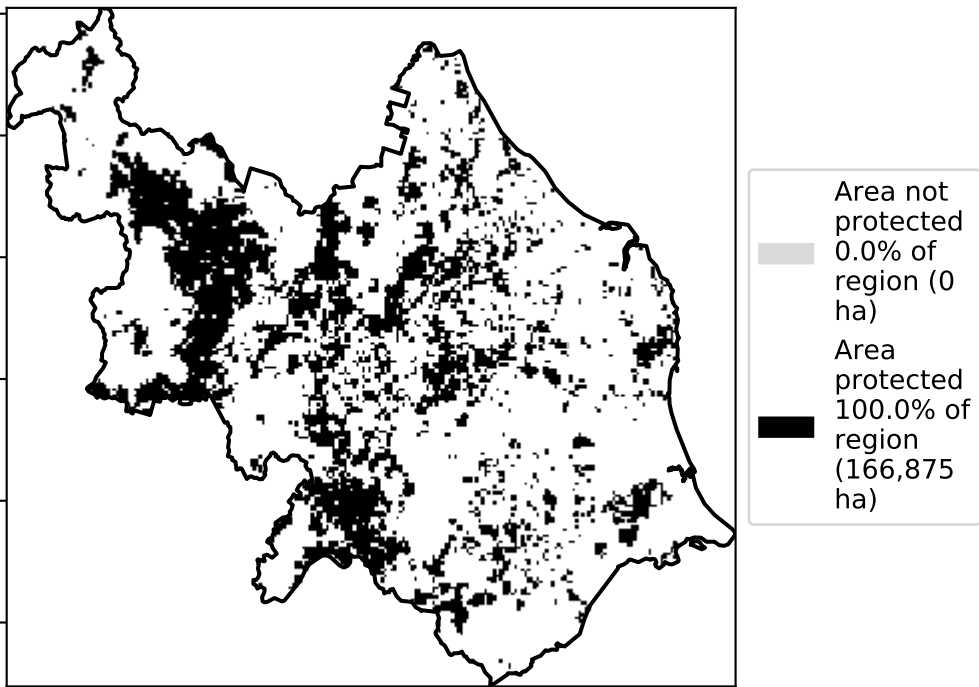 Area not
protected
0.0% of
region (0
ha)
Area
protected
100.0% of
region
(166,875
ha)